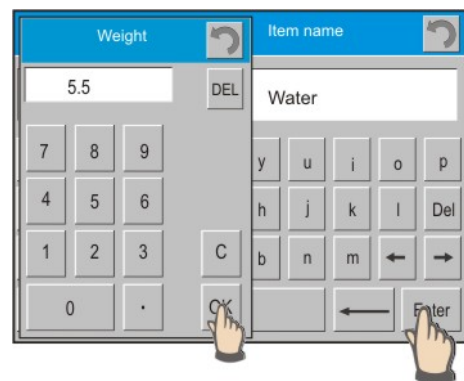 Weight
5.5
DEL
7 8 9
4 5 6
1 2 3 C
0 . OK
Item name
Water
y u i o p
h j k l Del
b n m ← →
← Enter